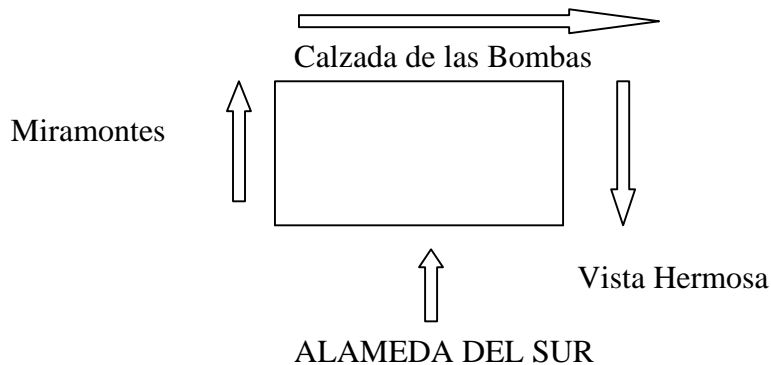 Calzada de las Bombas
Miramontes
Vista Hermosa
ALAMEDA DEL SUR